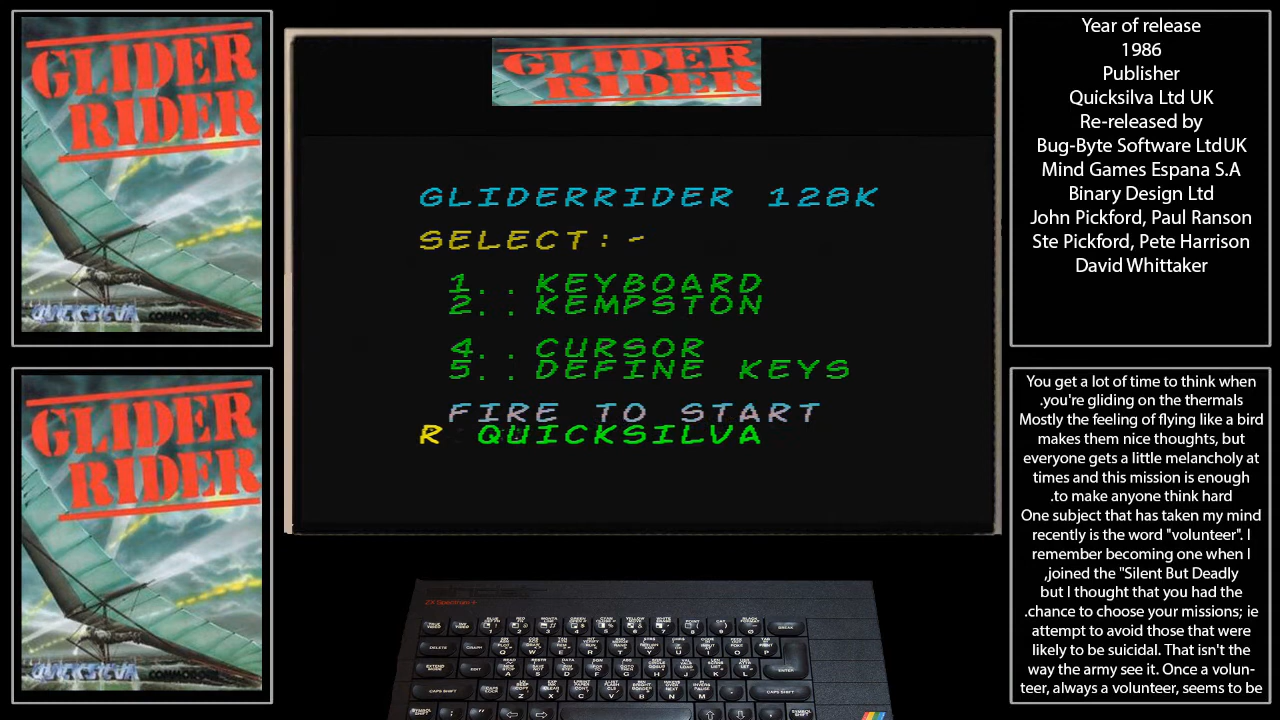 GLIDER
RIDER
QUICKSILVA
COMMODORE
GLIDER
RIDER
GLIDERRIDER 128K
SELECT:-
1.. KEYBOARD
2.. KEMPSTON
4.. CURSOR
5.. DEFINE KEYS
FIRE TO START
R QUICKSILVA
ZX Spectrum+
Year of release
1986
Publisher
Quicksilva Ltd UK
Re-released by
Bug-Byte Software LtdUK
Mind Games Espana S.A
Binary Design Ltd
John Pickford, Paul Ranson
Ste Pickford, Pete Harrison
David Whittaker
GLIDER
RIDER
QUICKSILVA
COMMODORE
You get a lot of time to think when
.you're gliding on the thermals
Mostly the feeling of flying like a bird
makes them nice thoughts, but
everyone gets a little melancholy at
times and this mission is enough
.to make anyone think hard
One subject that has taken my mind
recently is the word "volunteer". I
remember becoming one when I
,joined the "Silent But Deadly
but I thought that you had the
.chance to choose your missions; ie
attempt to avoid those that were
likely to be suicidal. That isn't the
way the army see it. Once a volun-
teer, always a volunteer, seems to be